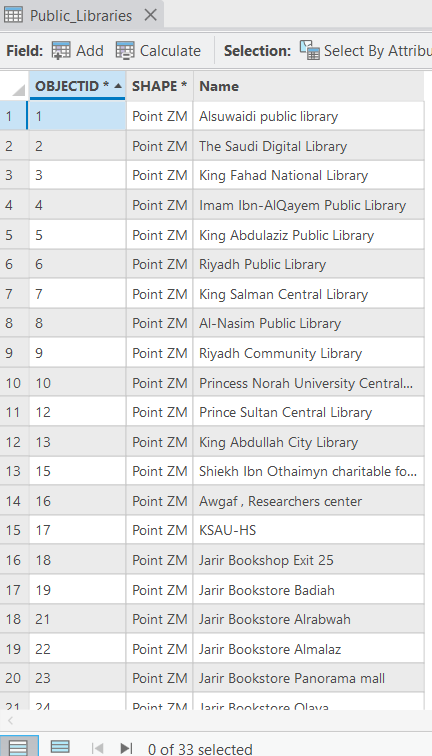 Public_Libraries
Field: Add Calculate Selection: Select By Attribu
OBJECTID * SHAPE * Name
1 1 Point ZM Alsuwaidi public library
2 2 Point ZM The Saudi Digital Library
3 3 Point ZM King Fahad National Library
4 4 Point ZM Imam Ibn-AlQayem Public Library
5 5 Point ZM King Abdulaziz Public Library
6 6 Point ZM Riyadh Public Library
7 7 Point ZM King Salman Central Library
8 8 Point ZM Al-Nasim Public Library
9 9 Point ZM Riyadh Community Library
10 10 Point ZM Princess Norah University Central...
11 12 Point ZM Prince Sultan Central Library
12 13 Point ZM King Abdullah City Library
13 15 Point ZM Shiekh Ibn Othaimyn charitable fo...
14 16 Point ZM Awgaf , Researchers center
15 17 Point ZM KSAU-HS
16 18 Point ZM Jarir Bookshop Exit 25
17 19 Point ZM Jarir Bookstore Badiah
18 21 Point ZM Jarir Bookstore Alrabwah
19 22 Point ZM Jarir Bookstore Almalaz
20 23 Point ZM Jarir Bookstore Panorama mall
21 24 Point ZM Jarir Bookstore Olaya
0 of 33 selected